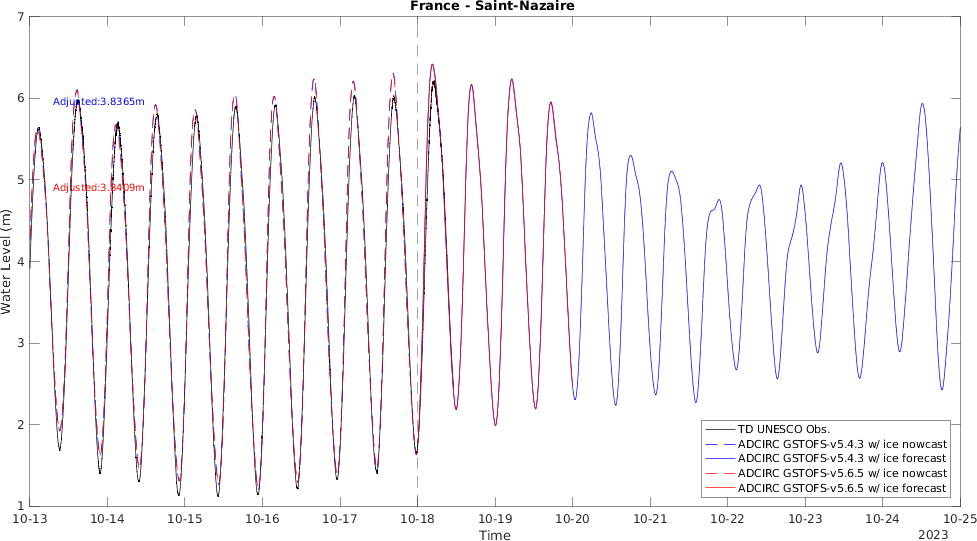 France - Saint-Nazaire
7
6
5
4
3
2
1
Water Level (m)
Adjusted:3.8365m
Adjusted:3.8409m
TD UNESCO Obs.
ADCIRC GSTOFS-v5.4.3 w/ ice nowcast
ADCIRC GSTOFS-v5.4.3 w/ ice forecast
ADCIRC GSTOFS-v5.6.5 w/ ice nowcast
ADCIRC GSTOFS-v5.6.5 w/ ice forecast
10-13 10-14 10-15 10-16 10-17 10-18 10-19 10-20 10-21 10-22 10-23 10-24 10-25
Time
2023